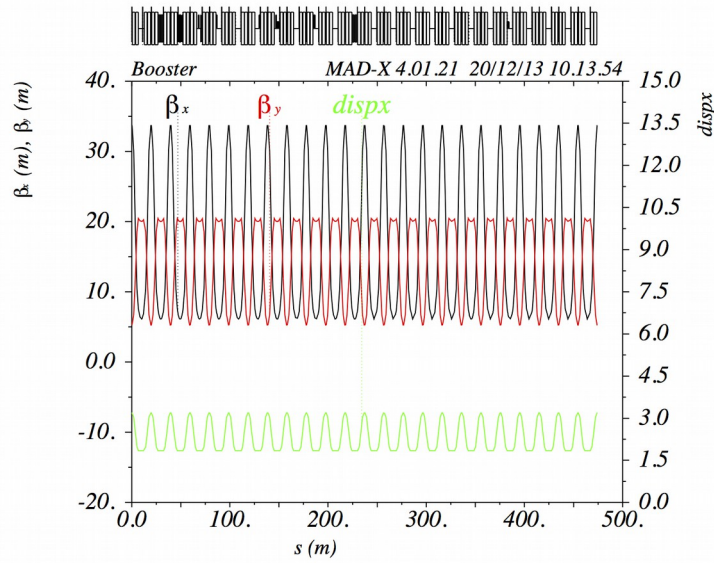 Booster MAD-X 4.01.21 20/12/13 10.13.54
40. 15.0
βx βy dispx
13.5
30. 12.0
20. 10.5
9.0
10. 7.5
6.0
0.0
4.5
-10. 3.0
1.5
-20. 0.0
0.0 100. 200. 300. 400. 500.
s (m)
βx (m), βy (m)
dispx